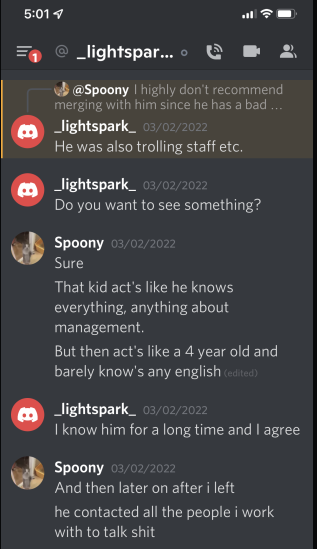 5:01
1
@ _lightspar...
@Spoony I highly don't recommend
merging with him since he has a bad ...
_lightspark_ 03/02/2022
He was also trolling staff etc.
_lightspark_ 03/02/2022
Do you want to see something?
Spoony 03/02/2022
Sure
That kid act's like he knows
everything, anything about
management.
But then act's like a 4 year old and
barely know's any english (edited)
_lightspark_ 03/02/2022
I know him for a long time and I agree
Spoony 03/02/2022
And then later on after i left
he contacted all the people i work
with to talk shit